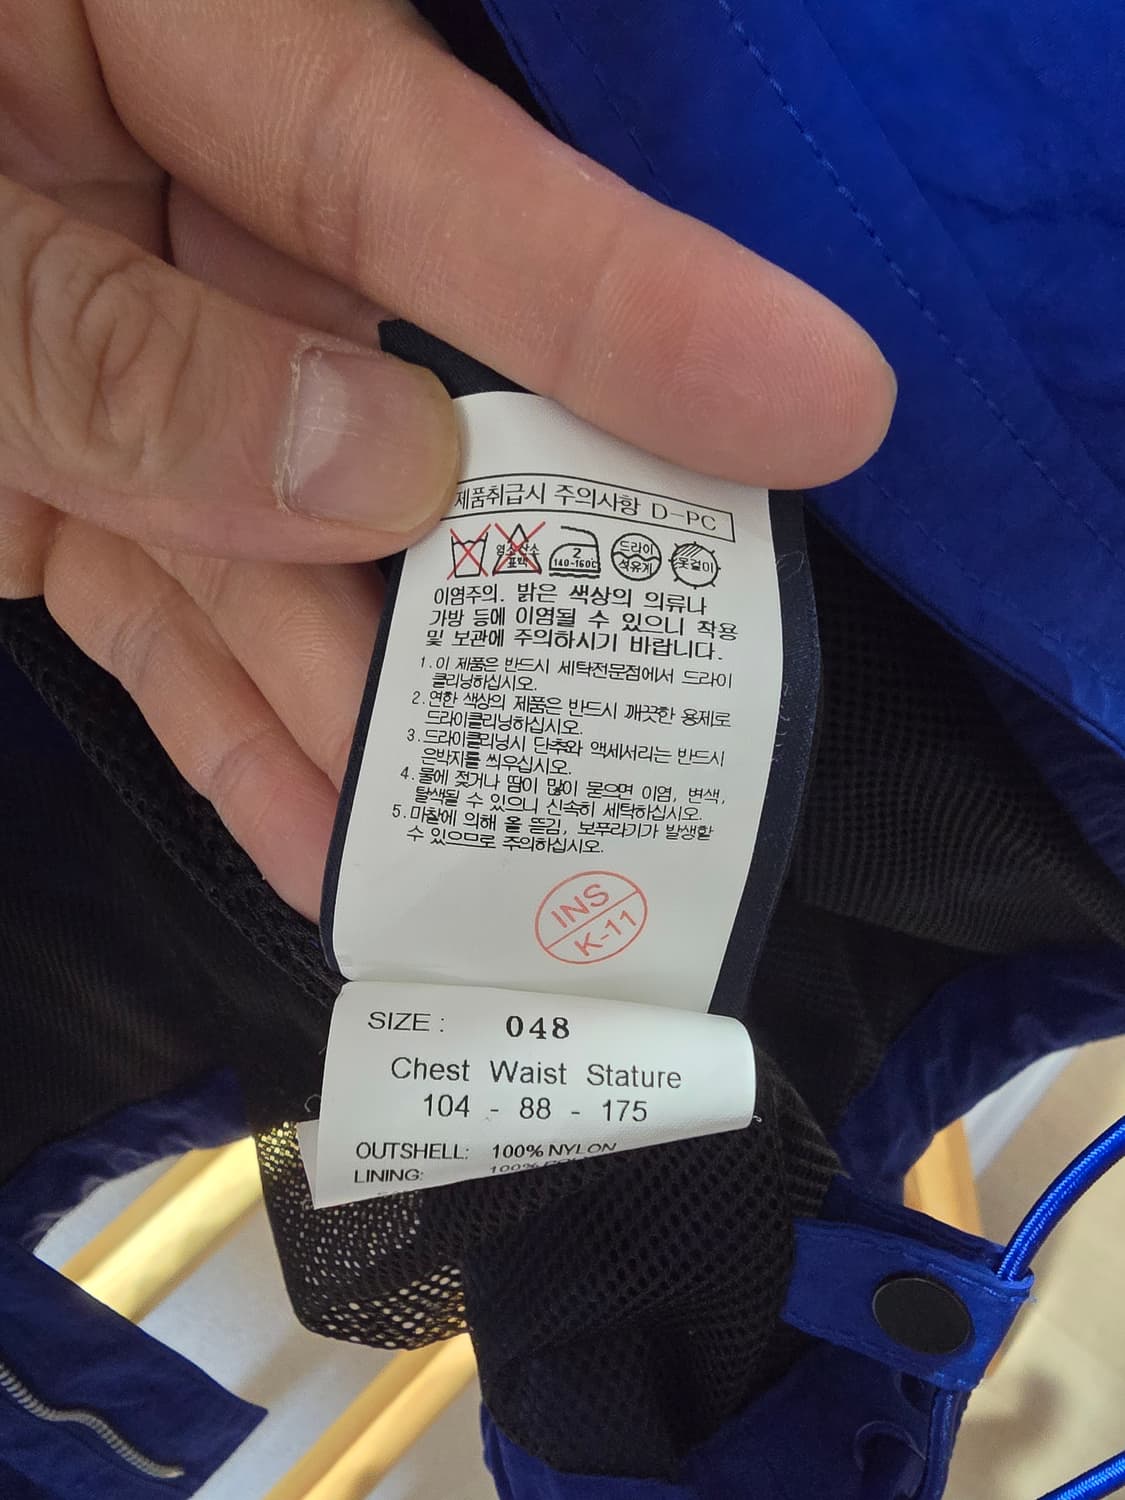 제품취급시 주의사항 D-PC
염소산소
표백
2
140~160℃
드라이
석유계
옷걸이
이염주의. 밝은 색상의 의류나
가방 등에 이염될 수 있으니 착용
및 보관에 주의하시기 바랍니다.
1.이 제품은 반드시 세탁전문점에서 드라이
클리닝하십시오.
2.연한 색상의 제품은 반드시 깨끗한 용제로
드라이클리닝하십시오.
3.드라이클리닝시 단추와 액세서리는 반드시
은박지를 씌우십시오.
4.물에 젖거나 땀이 많이 묻으면 이염, 변색,
탈색될 수 있으니 신속히 세탁하십시오.
5.마찰에 의해 올 뜯김, 보푸라기가 발생할
수 있으므로 주의하십시오.
INS
K-11
SIZE : 048
Chest Waist Stature
104 - 88 - 175
OUTSHELL: 100% NYLON
LINING: 100%